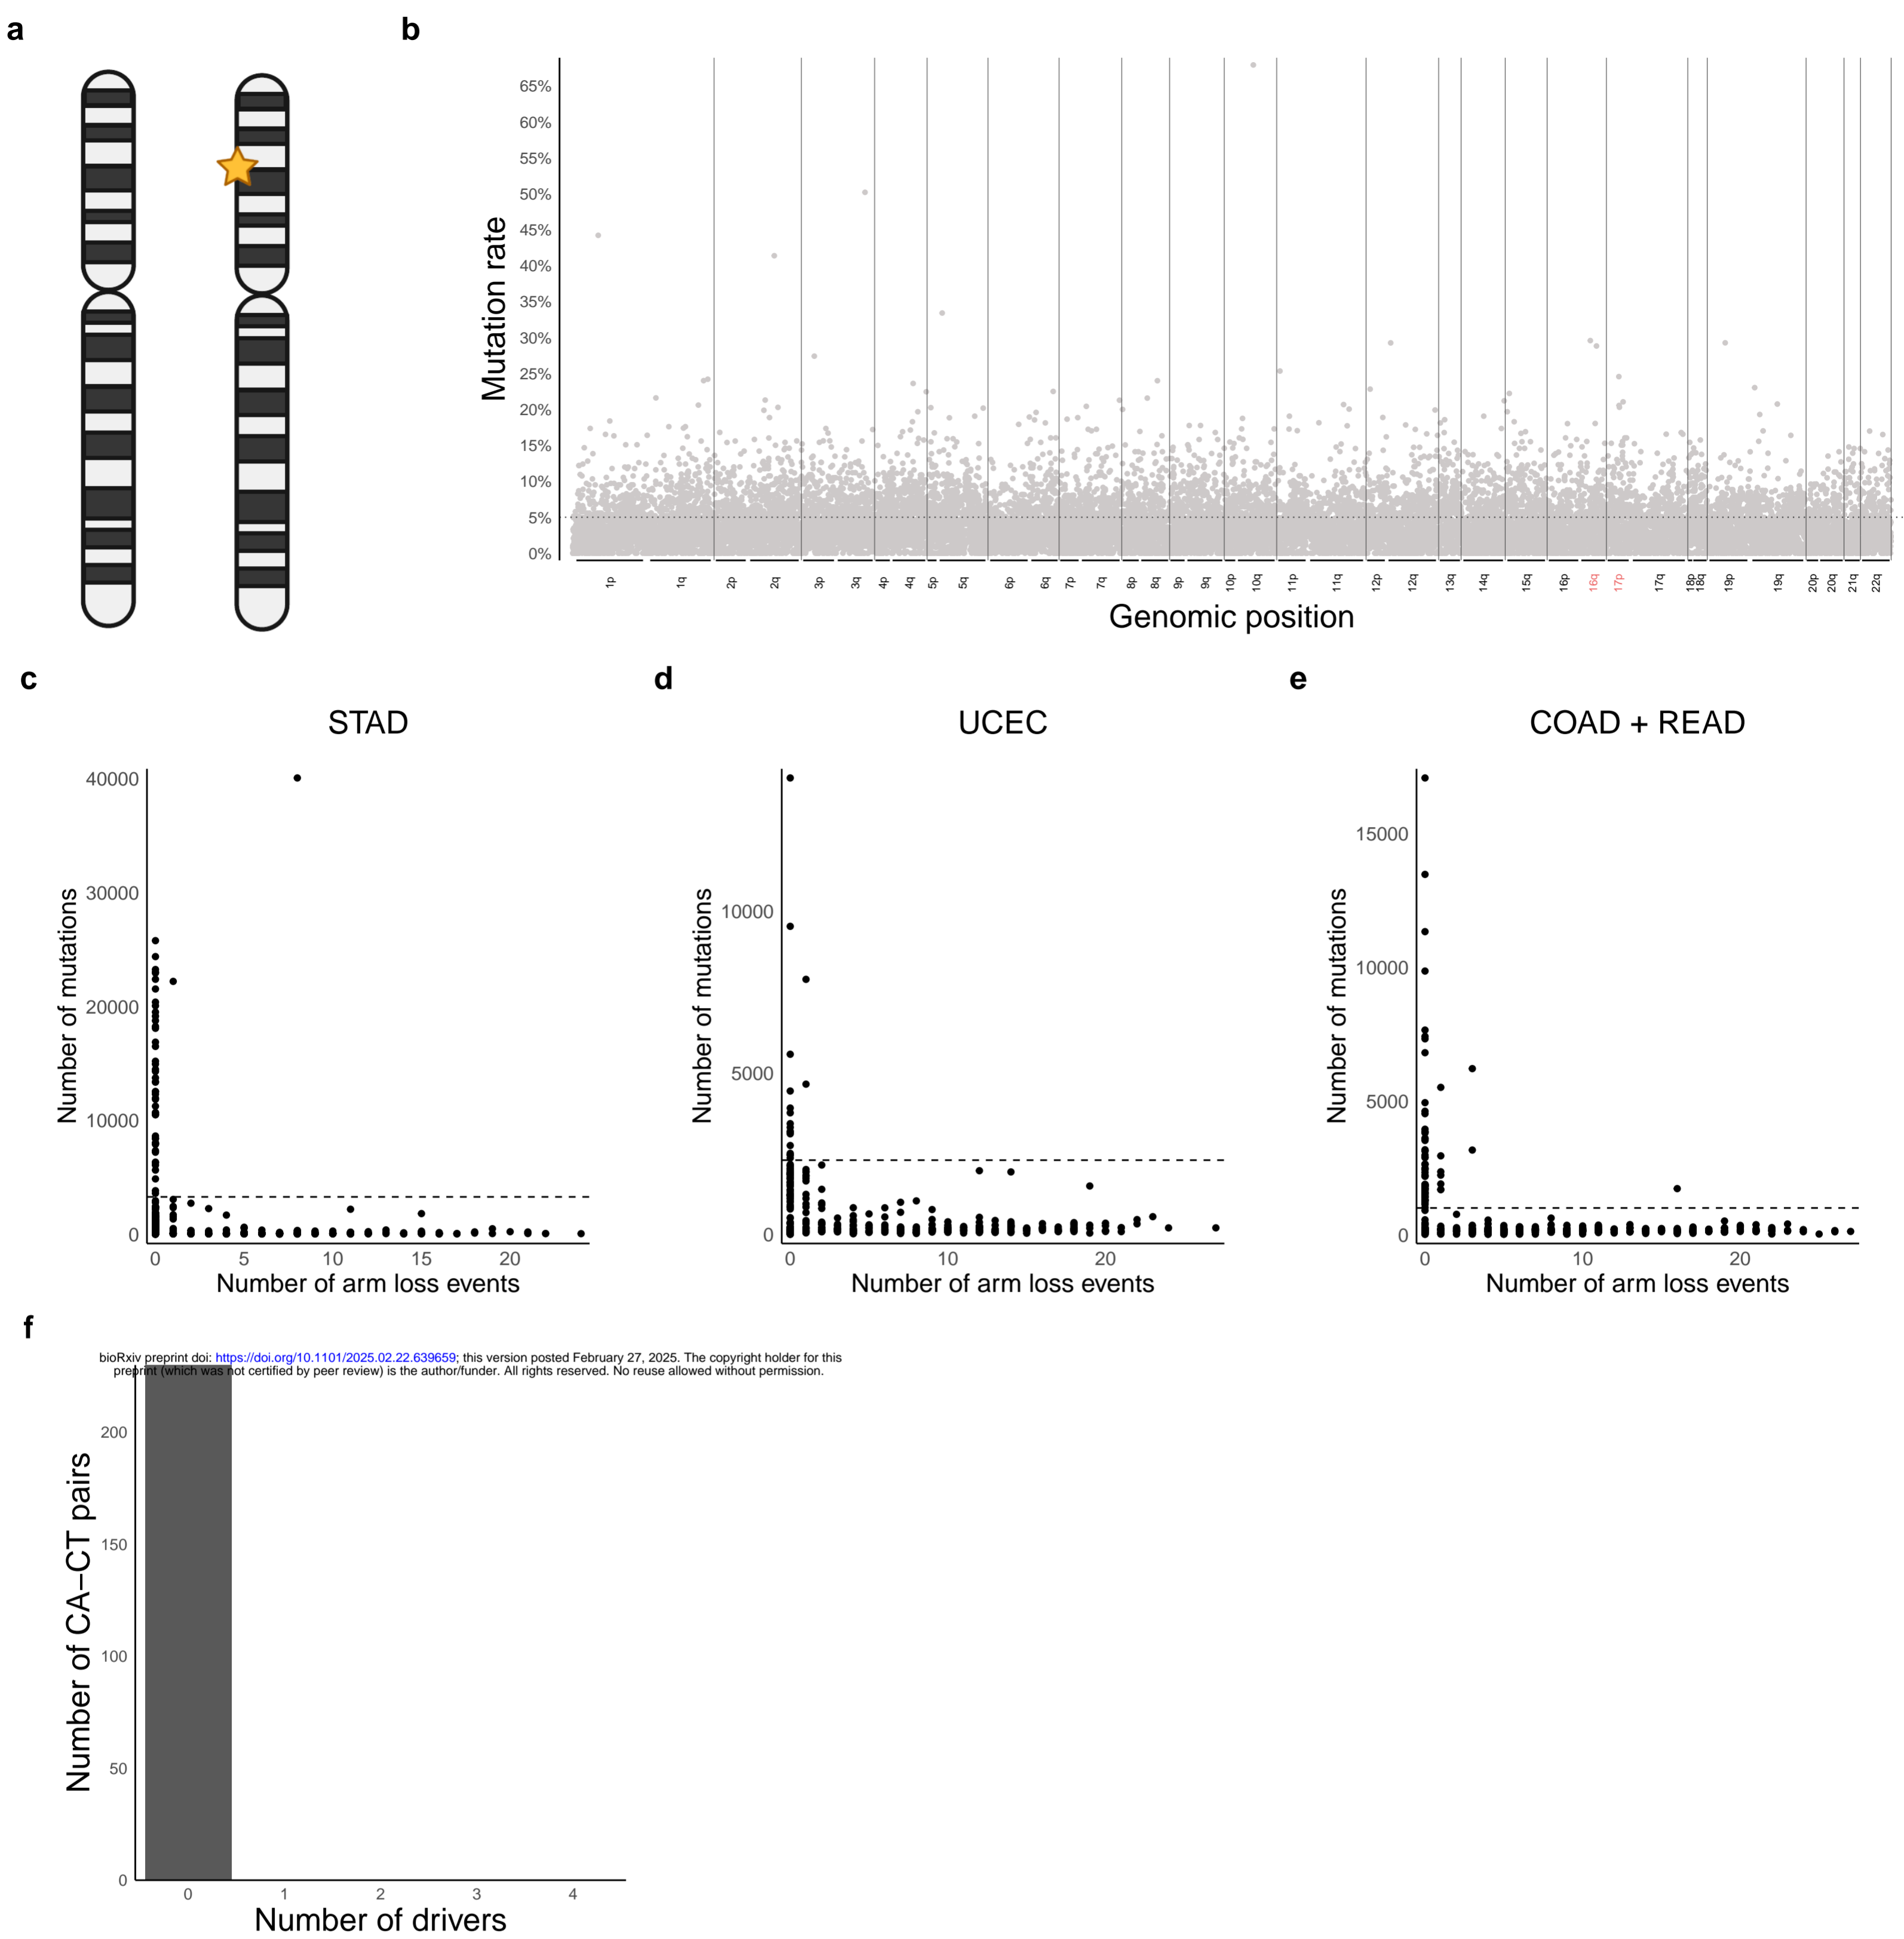 a
b
Mutation rate
65%
60%
55%
50%
45%
40%
35%
30%
25%
20%
15%
10%
5%
0%
1p 1q 2p 2q 3p 3q 4p 4q 5p 5q 6p 6q 7p 7q 8p 8q 9p 9q 10p 10q 11p 11q 12p 12q 13q 14q 15q 16p 16q 17p 17q 18p 18q 19p 19q 20p 20q 21q 22q
Genomic position
c
STAD
Number of mutations
40000
30000
20000
10000
0
0 5 10 15 20
Number of arm loss events
d
UCEC
Number of mutations
10000
5000
0
0 10 20
Number of arm loss events
e
COAD + READ
Number of mutations
15000
10000
5000
0
0 10 20
Number of arm loss events
f
bioRxiv preprint doi: https://doi.org/10.1101/2025.02.22.639659; this version posted February 27, 2025. The copyright holder for this
preprint (which was not certified by peer review) is the author/funder. All rights reserved. No reuse allowed without permission.
Number of CA−CT pairs
200
150
100
50
0
0 1 2 3 4
Number of drivers